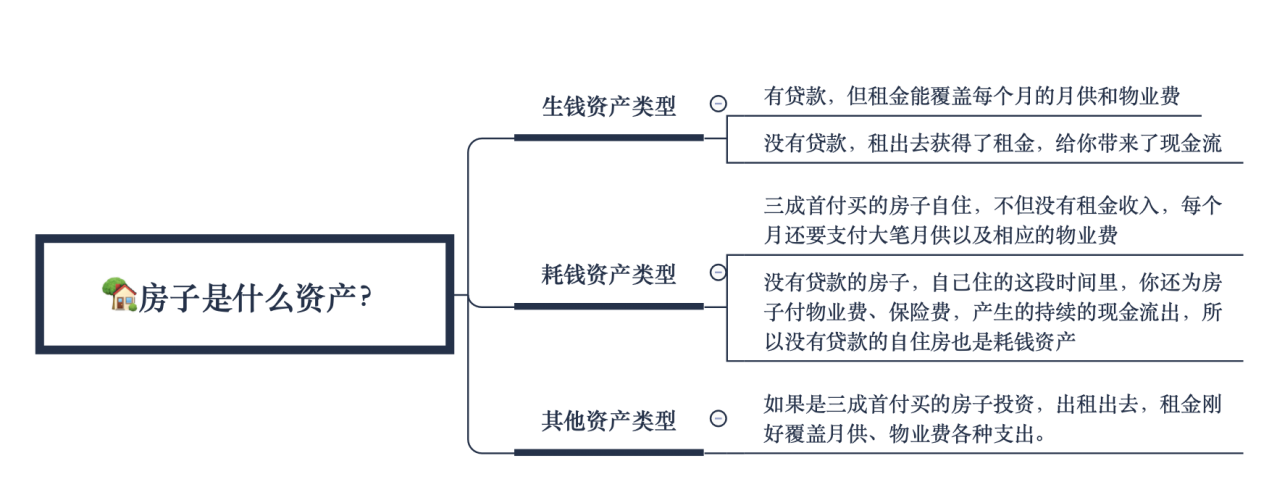 房子是什么资产?
生钱资产类型
有贷款，但租金能覆盖每个月的月供和物业费
没有贷款，租出去获得了租金，给你带来了现金流
耗钱资产类型
三成首付买的房子自住，不但没有租金收入，每个
月还要支付大笔月供以及相应的物业费
没有贷款的房子，自己住的这段时间里，你还为房
子付物业费、保险费，产生的持续的现金流出，所
以没有贷款的自住房也是耗钱资产
其他资产类型
如果是三成首付买的房子投资，出租出去，租金刚
好覆盖月供、物业费各种支出。